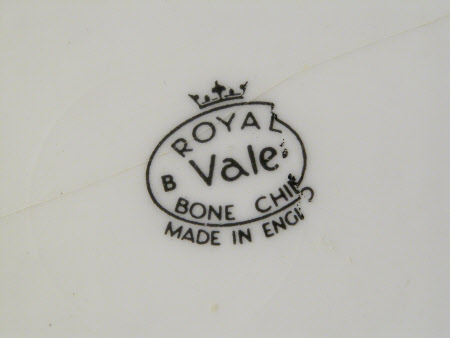 ROYAL
B Vale
BONE CHI
MADE IN ENG